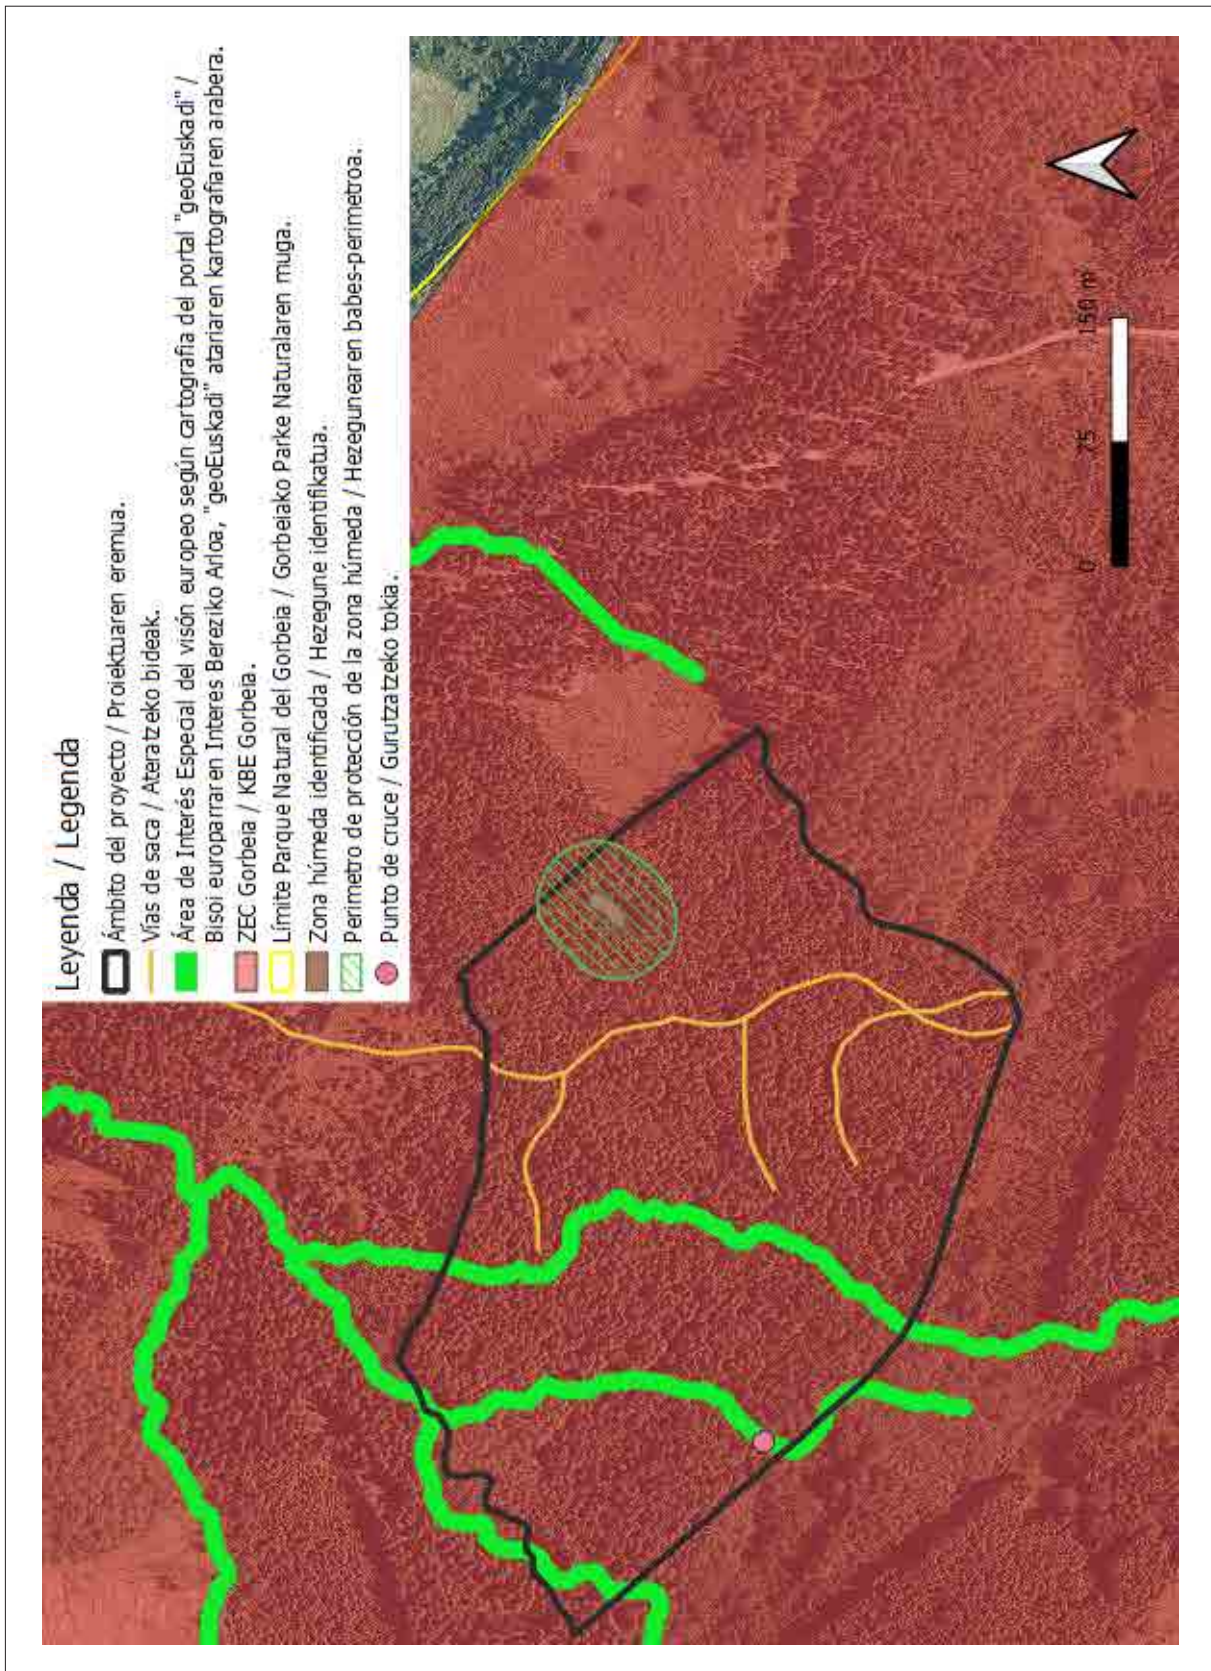 Leyenda / Legenda
Ámbito del proyecto / Proiektuaren eremua.
Vías de saca / Ateratzeko bideak.
Área de Interés Especial del visón europeo según cartografía del portal "geoEuskadi" /
Bisoi europarraren Interes Bereziko Arloa, "geoEuskadi" atariaren kartografiaren arabera.
ZEC Gorbeia / KBE Gorbeia.
Límite Parque Natural del Gorbeia / Gorbeiako Parke Naturalaren muga.
Zona húmeda identificada / Hezegune identifikatua.
Perimetro de protección de la zona húmeda / Hezegunearen babes-perimetroa.
Punto de cruce / Gurutzatzeko tokia.
0 75 150 m